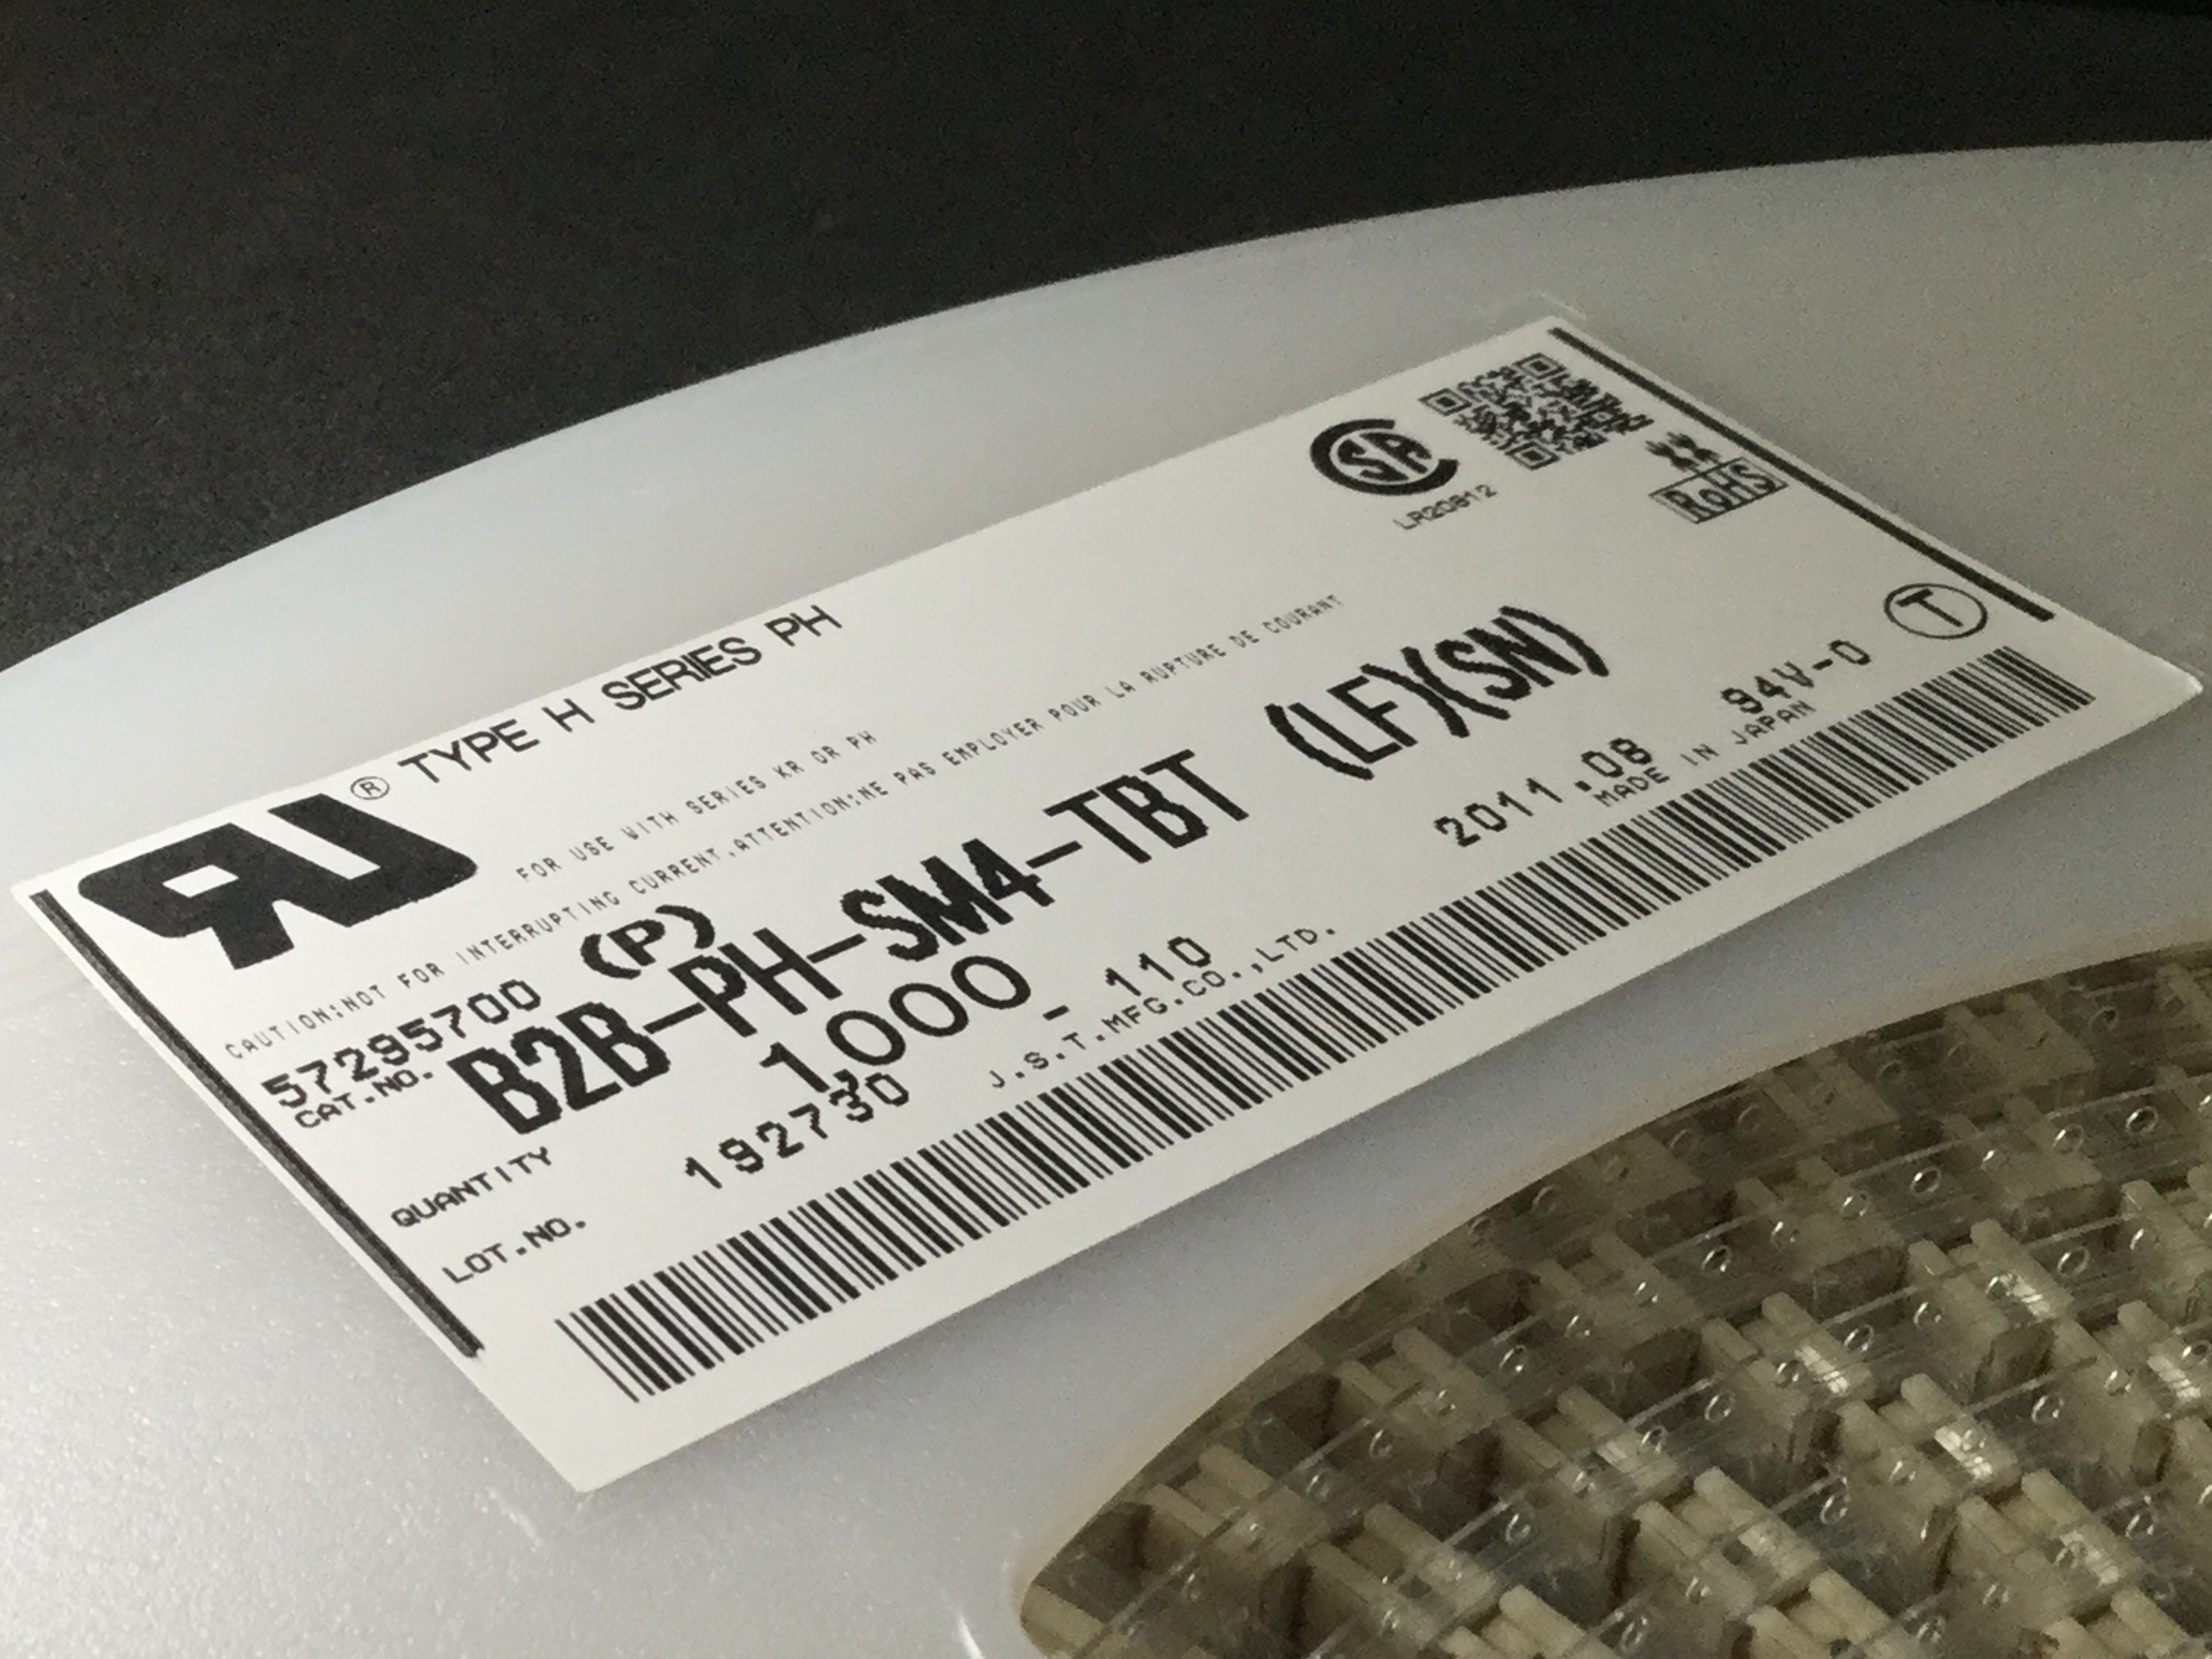 ® TYPE H SERIES PH
CSA
LR20812
RoHS
FOR USE WITH SERIES KR OR PH
CAUTION;NOT FOR INTERRUPTING CURRENT,ATTENTION;NE PAS EMPLOYER POUR LA RUPTURE DE COURANT
57295700 (P)
CAT.NO. B2B-PH-SM4-TBT (LF)(SN)
QUANTITY 1,000
LOT.NO. 192730 - 110 2011.08 94V-0 T
J.S.T.MFG.CO.,LTD. MADE IN JAPAN